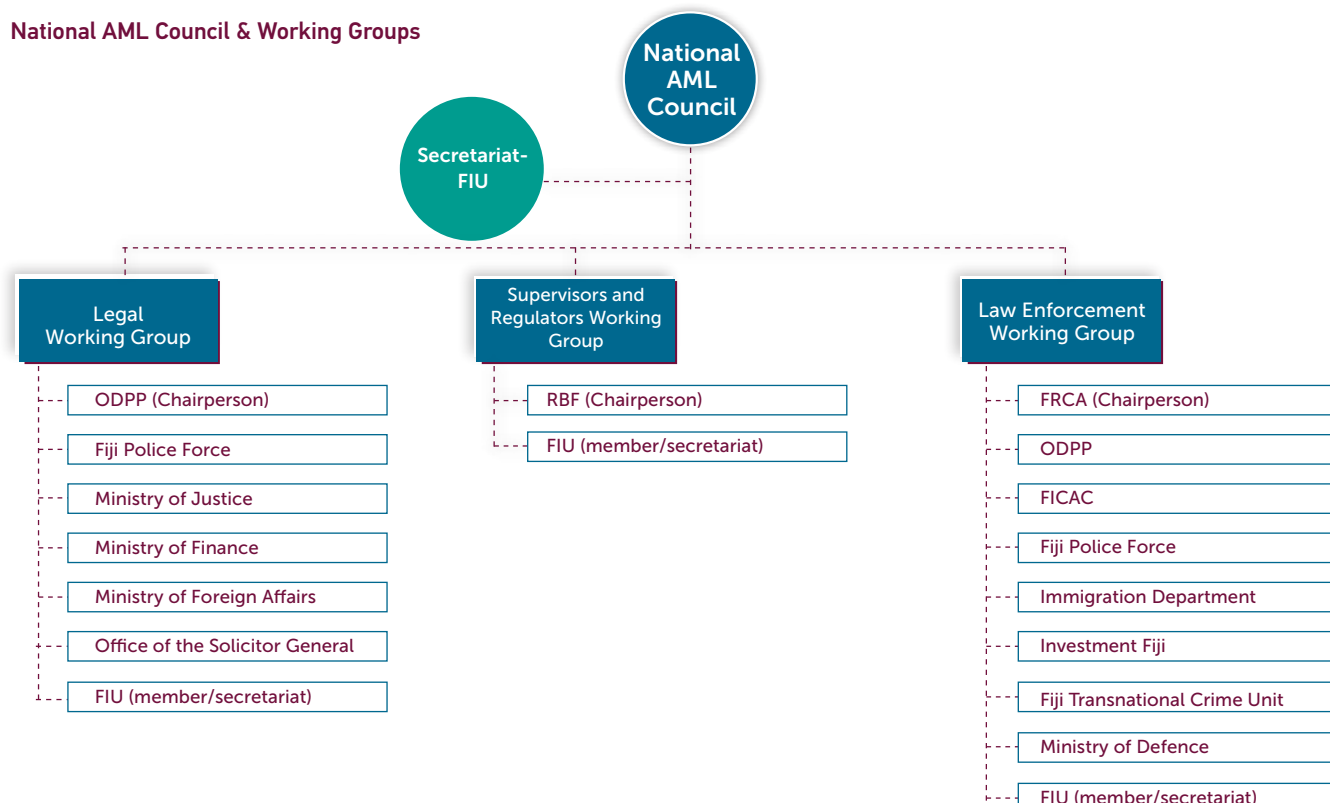 National AML Council & Working Groups
National
AML
Council
Secretariat-
FIU
Legal
Working Group
ODPP (Chairperson)
Fiji Police Force
Ministry of Justice
Ministry of Finance
Ministry of Foreign Affairs
Office of the Solicitor General
FIU (member/secretariat)
Supervisors and
Regulators Working
Group
RBF (Chairperson)
FIU (member/secretariat)
Law Enforcement
Working Group
FRCA (Chairperson)
ODPP
FICAC
Fiji Police Force
Immigration Department
Investment Fiji
Fiji Transnational Crime Unit
Ministry of Defence
FIU (member/secretariat)